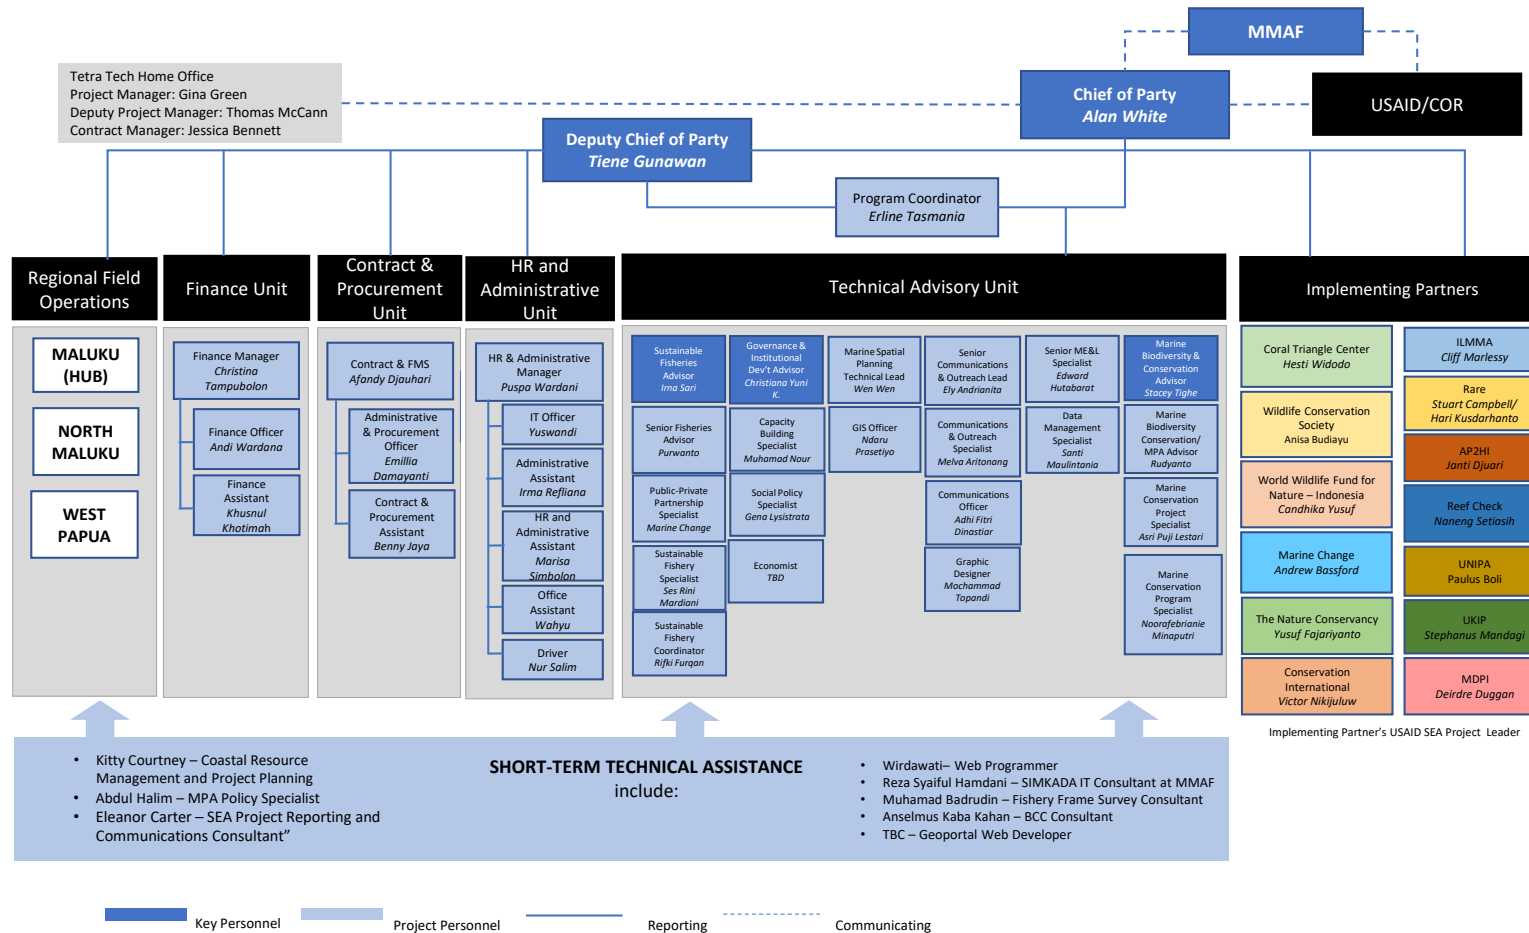 MMAF
Tetra Tech Home Office
Project Manager: Gina Green
Deputy Project Manager: Thomas McCann
Contract Manager: Jessica Bennett
Chief of Party
Alan White
USAID/COR
Deputy Chief of Party
Tiene Gunawan
Program Coordinator
Erline Tasmania
Regional Field
Operations
Finance Unit
Contract &
Procurement
Unit
HR and
Administrative
Unit
Technical Advisory Unit
Implementing Partners
MALUKU
(HUB)
NORTH
MALUKU
WEST
PAPUA
Finance Manager
Christina
Tampubolon
Finance Officer
Andi Wardana
Finance
Assistant
Khusnul
Khotimah
Contract & FMS
Afandy Djauhari
Administrative
& Procurement
Officer
Emillia
Damayanti
Contract &
Procurement
Assistant
Benny Jaya
HR & Administrative
Manager
Puspa Wardani
IT Officer
Yuswandi
Administrative
Assistant
Irma Refliana
HR and
Administrative
Assistant
Marisa
Simbolon
Office
Assistant
Wahyu
Driver
Nur Salim
Sustainable
Fisheries
Advisor
Irna Sari
Senior Fisheries
Advisor
Purwanto
Public-Private
Partnership
Specialist
Marine Change
Sustainable
Fishery
Specialist
Ses Rini
Mardiani
Sustainable
Fishery
Coordinator
Rifki Furqan
Governance &
Institutional
Dev't Advisor
Christiana Yuni
K.
Capacity
Building
Specialist
Muhamad Nour
Social Policy
Specialist
Gena Lysistrata
Economist
TBD
Marine Spatial
Planning
Technical Lead
Wen Wen
GIS Officer
Ndaru
Prasetiyo
Senior
Communications
& Outreach Lead
Ely Andrianita
Communications
& Outreach
Specialist
Melva Aritonang
Communications
Officer
Adhi Fitri
Dinastiar
Graphic
Designer
Mochammad
Topandi
Senior ME&L
Specialist
Edward
Hutabarat
Data
Management
Specialist
Santi
Maulintania
Marine
Biodiversity &
Conservation
Advisor
Stacey Tighe
Marine
Biodiversity
Conservation/
MPA Advisor
Rudyanto
Marine
Conservation
Project
Specialist
Asri Puji Lestari
Marine
Conservation
Program
Specialist
Noorafebrianie
Minaputri
Coral Triangle Center
Hesti Widodo
Wildlife Conservation
Society
Anisa Budiayu
World Wildlife Fund for
Nature – Indonesia
Candhika Yusuf
Marine Change
Andrew Bassford
The Nature Conservancy
Yusuf Fajariyanto
Conservation
International
Victor Nikijuluw
ILMMA
Cliff Marlessy
Rare
Stuart Campbell/
Hari Kusdarhanto
AP2HI
Janti Djuari
Reef Check
Naneng Setiasih
UNIPA
Paulus Boli
UKIP
Stephanus Mandagi
MDPI
Deirdre Duggan
Implementing Partner's USAID SEA Project Leader
• Kitty Courtney – Coastal Resource
Management and Project Planning
• Abdul Halim – MPA Policy Specialist
• Eleanor Carter – SEA Project Reporting and
Communications Consultant”
SHORT-TERM TECHNICAL ASSISTANCE
include:
• Wirdawati– Web Programmer
• Reza Syaiful Hamdani – SIMKADA IT Consultant at MMAF
• Muhamad Badrudin – Fishery Frame Survey Consultant
• Anselmus Kaba Kahan – BCC Consultant
• TBC – Geoportal Web Developer
Key Personnel
Project Personnel
Reporting
Communicating